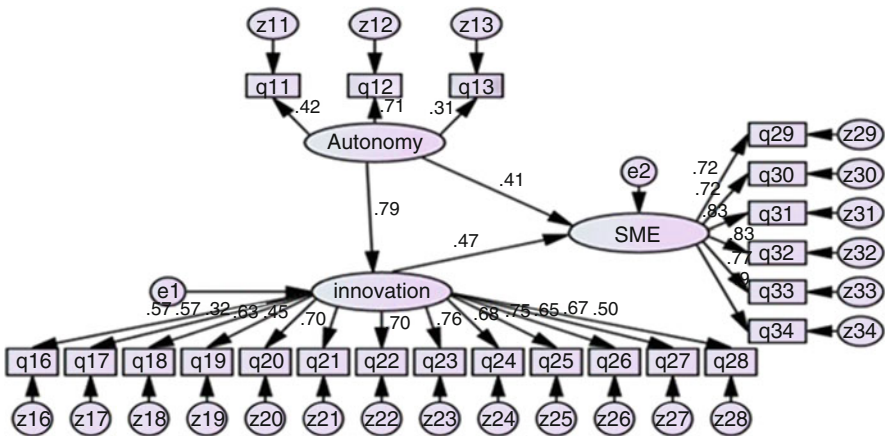 z11 z12 z13
q11 q12 q13
.42 .71 .31
Autonomy
.79
.41
.47
e1
innovation
e2
SME
.72
.72
.83
.83
.77
q29 z29
q30 z30
q31 z31
q32 z32
q33 z33
q34 z34
.57 .57 .32 .63 .45 .70 .70 .76 .68 .75 .65 .67 .50
q16 q17 q18 q19 q20 q21 q22 q23 q24 q25 q26 q27 q28
z16 z17 z18 z19 z20 z21 z22 z23 z24 z25 z26 z27 z28